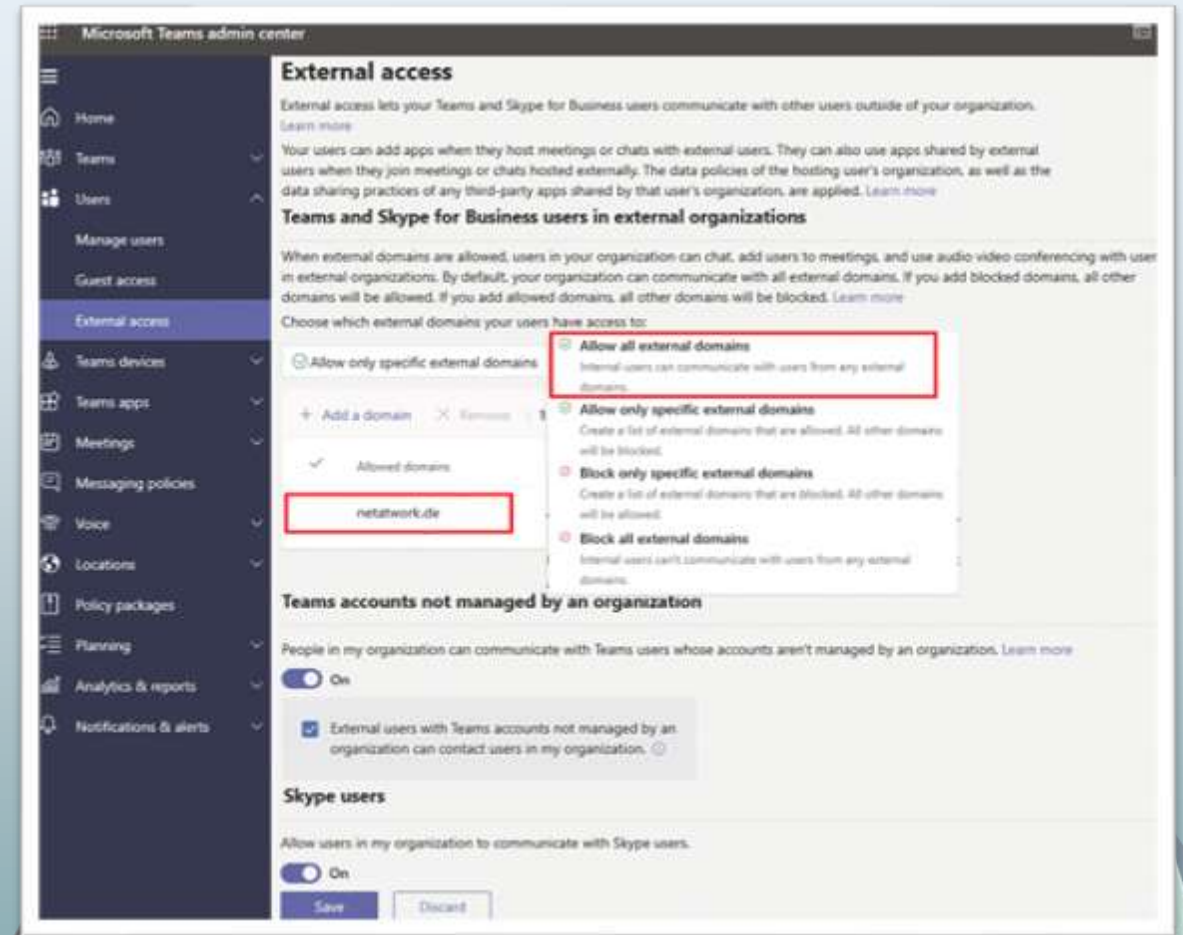 Microsoft Teams admin center
Home
Teams
Users
Manage users
Guest access
External access
Teams devices
Teams apps
Meetings
Messaging policies
Voice
Locations
Policy packages
Planning
Analytics & reports
Notifications & alerts
External access
External access lets your Teams and Skype for Business users communicate with other users outside of your organization.
Learn more
Your users can add apps when they host meetings or chats with external users. They can also use apps shared by external
users when they join meetings or chats hosted externally. The data policies of the hosting user's organization, as well as the
data sharing practices of any third-party apps shared by that user's organization, are applied. Learn more
Teams and Skype for Business users in external organizations
When external domains are allowed, users in your organization can chat, add users to meetings, and use audio video conferencing with user
in external organizations. By default, your organization can communicate with all external domains. If you add blocked domains, all other
domains will be allowed. If you add allowed domains, all other domains will be blocked. Learn more
Choose which external domains your users have access to:
Allow only specific external domains
+ Add a domain
Remove
Allowed domains
netatwork.de
Allow all external domains
Internal users can communicate with users from any external
domains.
Allow only specific external domains
Create a list of external domains that are allowed. All other domains
will be blocked.
Block only specific external domains
Create a list of external domains that are blocked. All other domains
will be allowed.
Block all external domains
Internal users can't communicate with users from any external
domains.
Teams accounts not managed by an organization
People in my organization can communicate with Teams users whose accounts aren't managed by an organization. Learn more
On
External users with Teams accounts not managed by an
organization can contact users in my organization.
Skype users
Allow users in my organization to communicate with Skype users.
On
Save
Discard